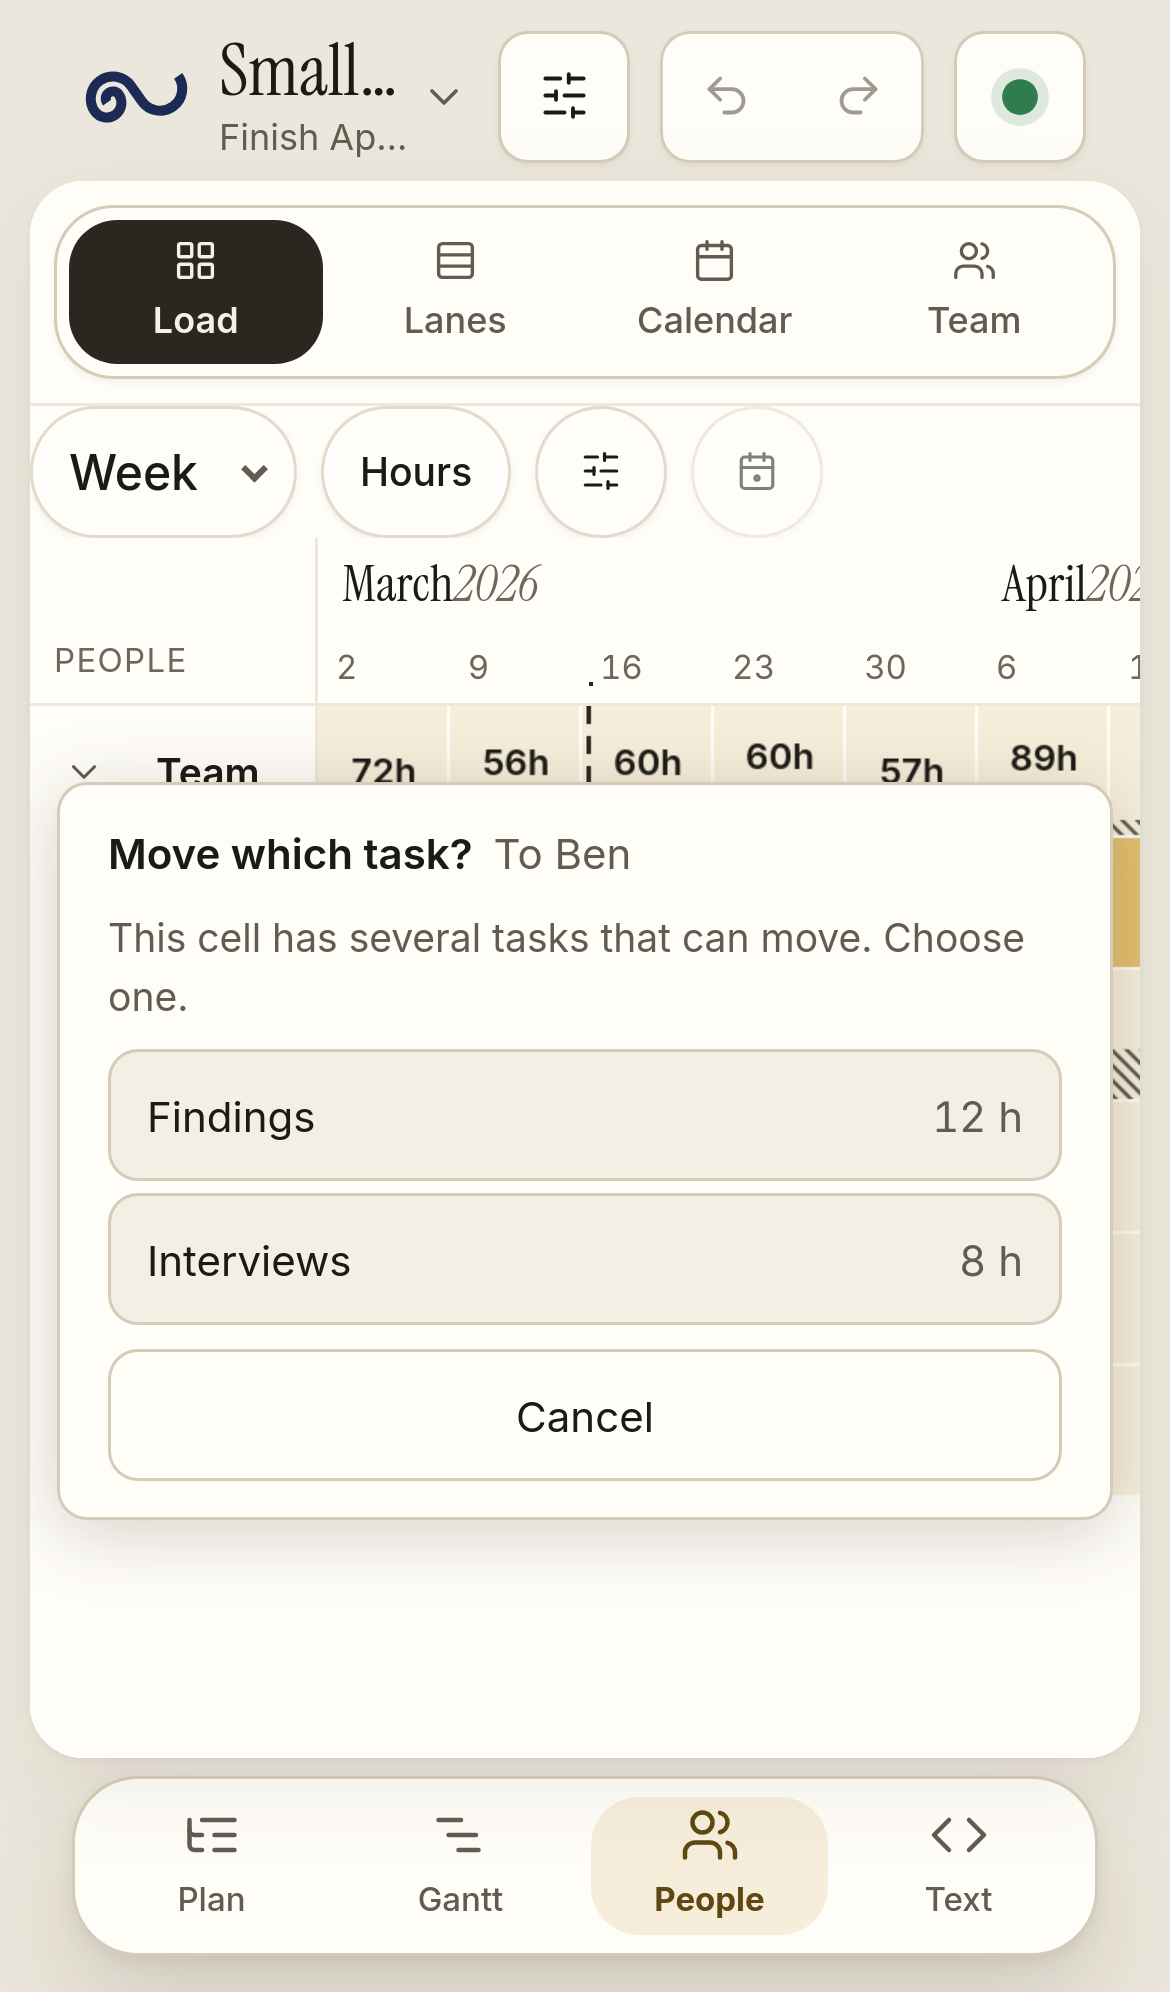 Small...
Finish Ap...
Load
Lanes
Calendar
Team
Week
Hours
March 2026
April
PEOPLE
2
9
16
23
30
6
Team
72h
56h
60h
60h
57h
89h
Move which task? To Ben
This cell has several tasks that can move. Choose
one.
Findings
12 h
Interviews
8 h
Cancel
Plan
Gantt
People
Text